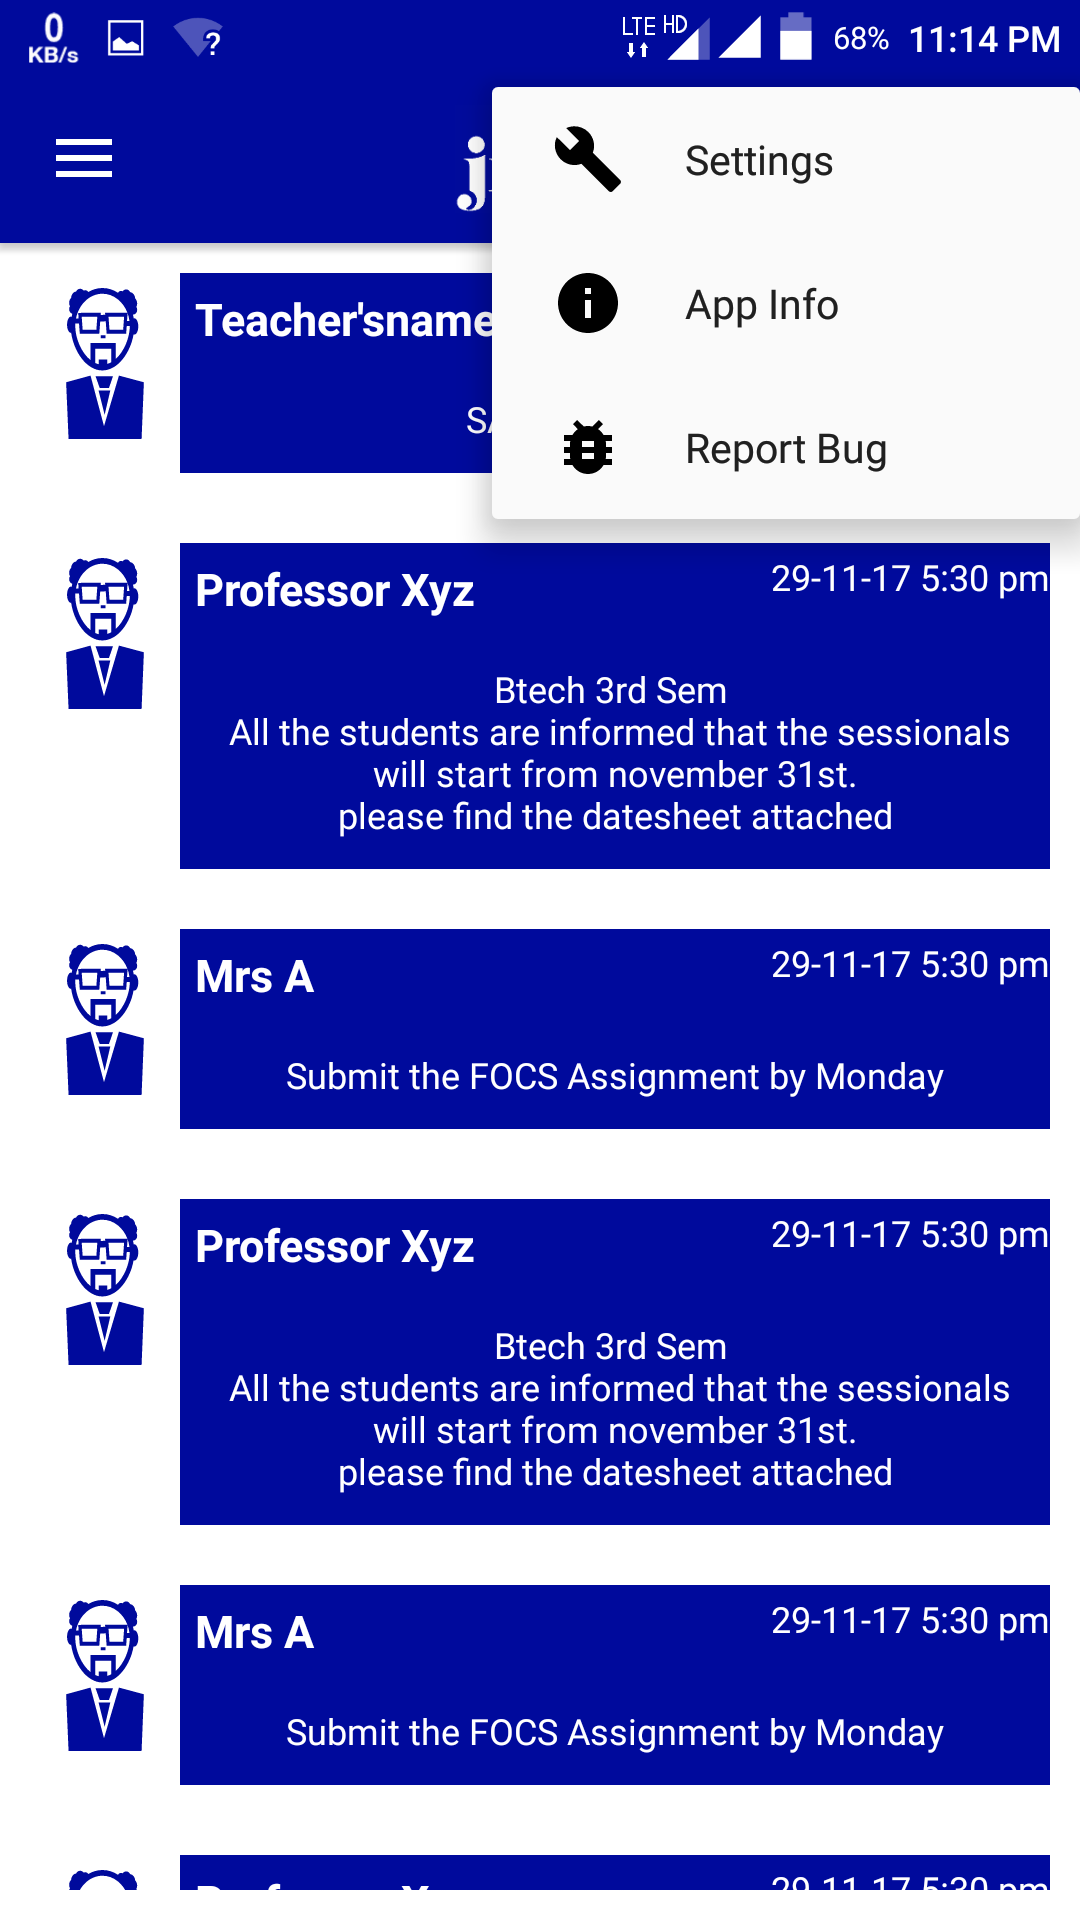 0
KB/s
?
LTE HD
68%
11:14 PM
Settings
App Info
Report Bug
Teacher'sname
Professor Xyz
29-11-17 5:30 pm
Btech 3rd Sem
All the students are informed that the sessionals
will start from november 31st.
please find the datesheet attached
Mrs A
29-11-17 5:30 pm
Submit the FOCS Assignment by Monday
Professor Xyz
29-11-17 5:30 pm
Btech 3rd Sem
All the students are informed that the sessionals
will start from november 31st.
please find the datesheet attached
Mrs A
29-11-17 5:30 pm
Submit the FOCS Assignment by Monday